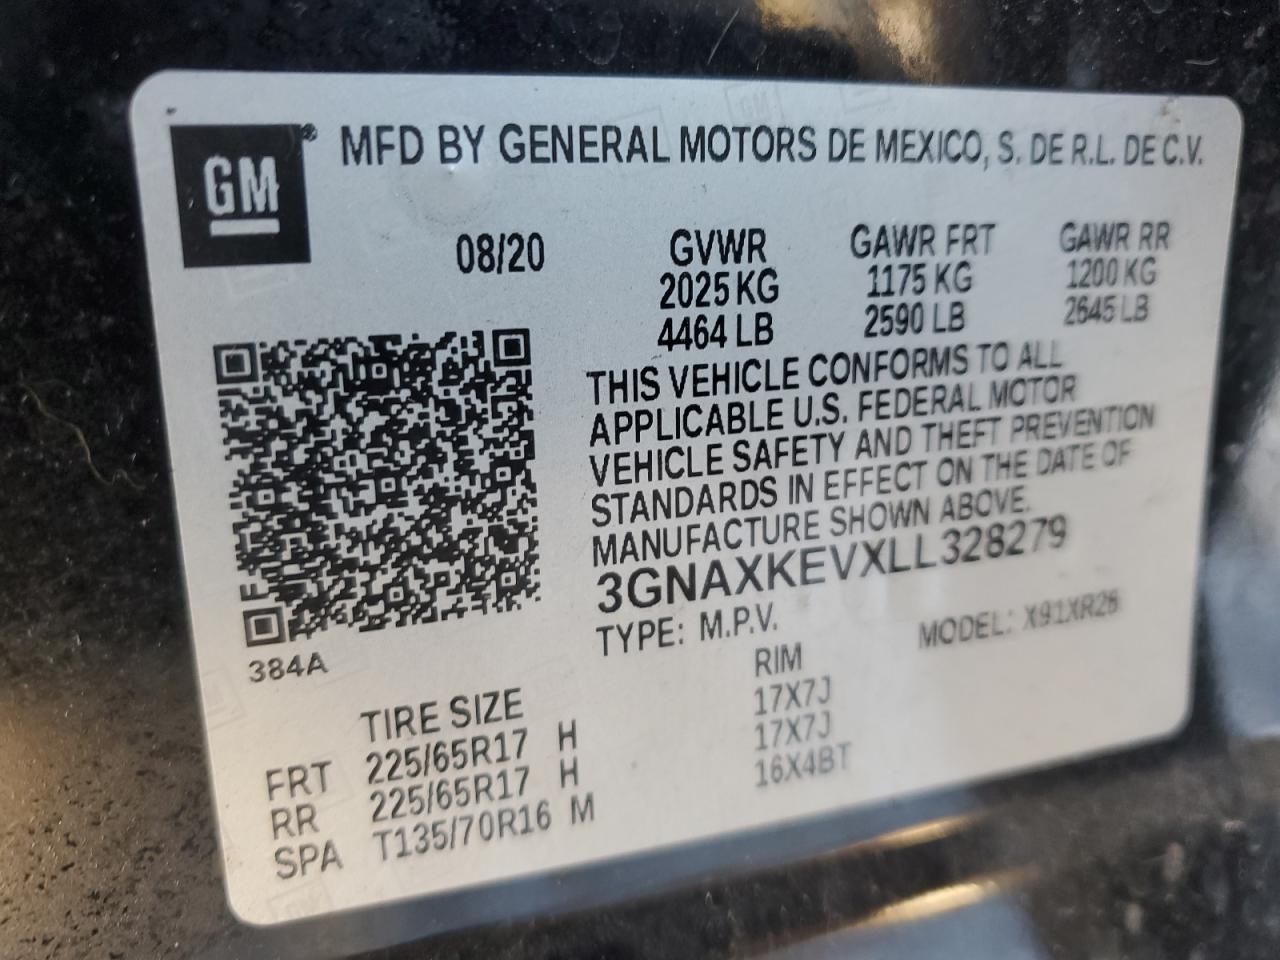 GM® MFD BY GENERAL MOTORS DE MEXICO, S. DE R.L. DE C.V.
08/20 GVWR GAWR FRT GAWR RR
2025 KG 1175 KG 1200 KG
4464 LB 2590 LB 2645 LB
THIS VEHICLE CONFORMS TO ALL
APPLICABLE U.S. FEDERAL MOTOR
VEHICLE SAFETY AND THEFT PREVENTION
STANDARDS IN EFFECT ON THE DATE OF
MANUFACTURE SHOWN ABOVE.
3GNAXKEVXLL328279
TYPE: M.P.V. MODEL: X91XR26
384A
TIRE SIZE RIM
FRT 225/65R17 H 17X7J
RR 225/65R17 H 17X7J
SPA T135/70R16 M 16X4BT